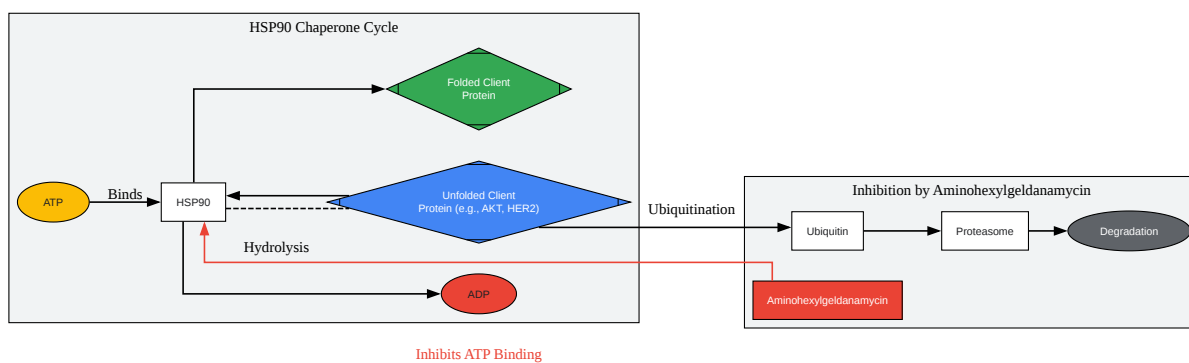 HSP90 Chaperone Cycle
Folded Client
Protein
ATP
Binds
HSP90
Unfolded Client
Protein (e.g., AKT, HER2)
Hydrolysis
ADP
Ubiquitination
Inhibition by Aminohexylgeldanamycin
Ubiquitin
Proteasome
Degradation
Aminohexylgeldanamycin
Inhibits ATP Binding